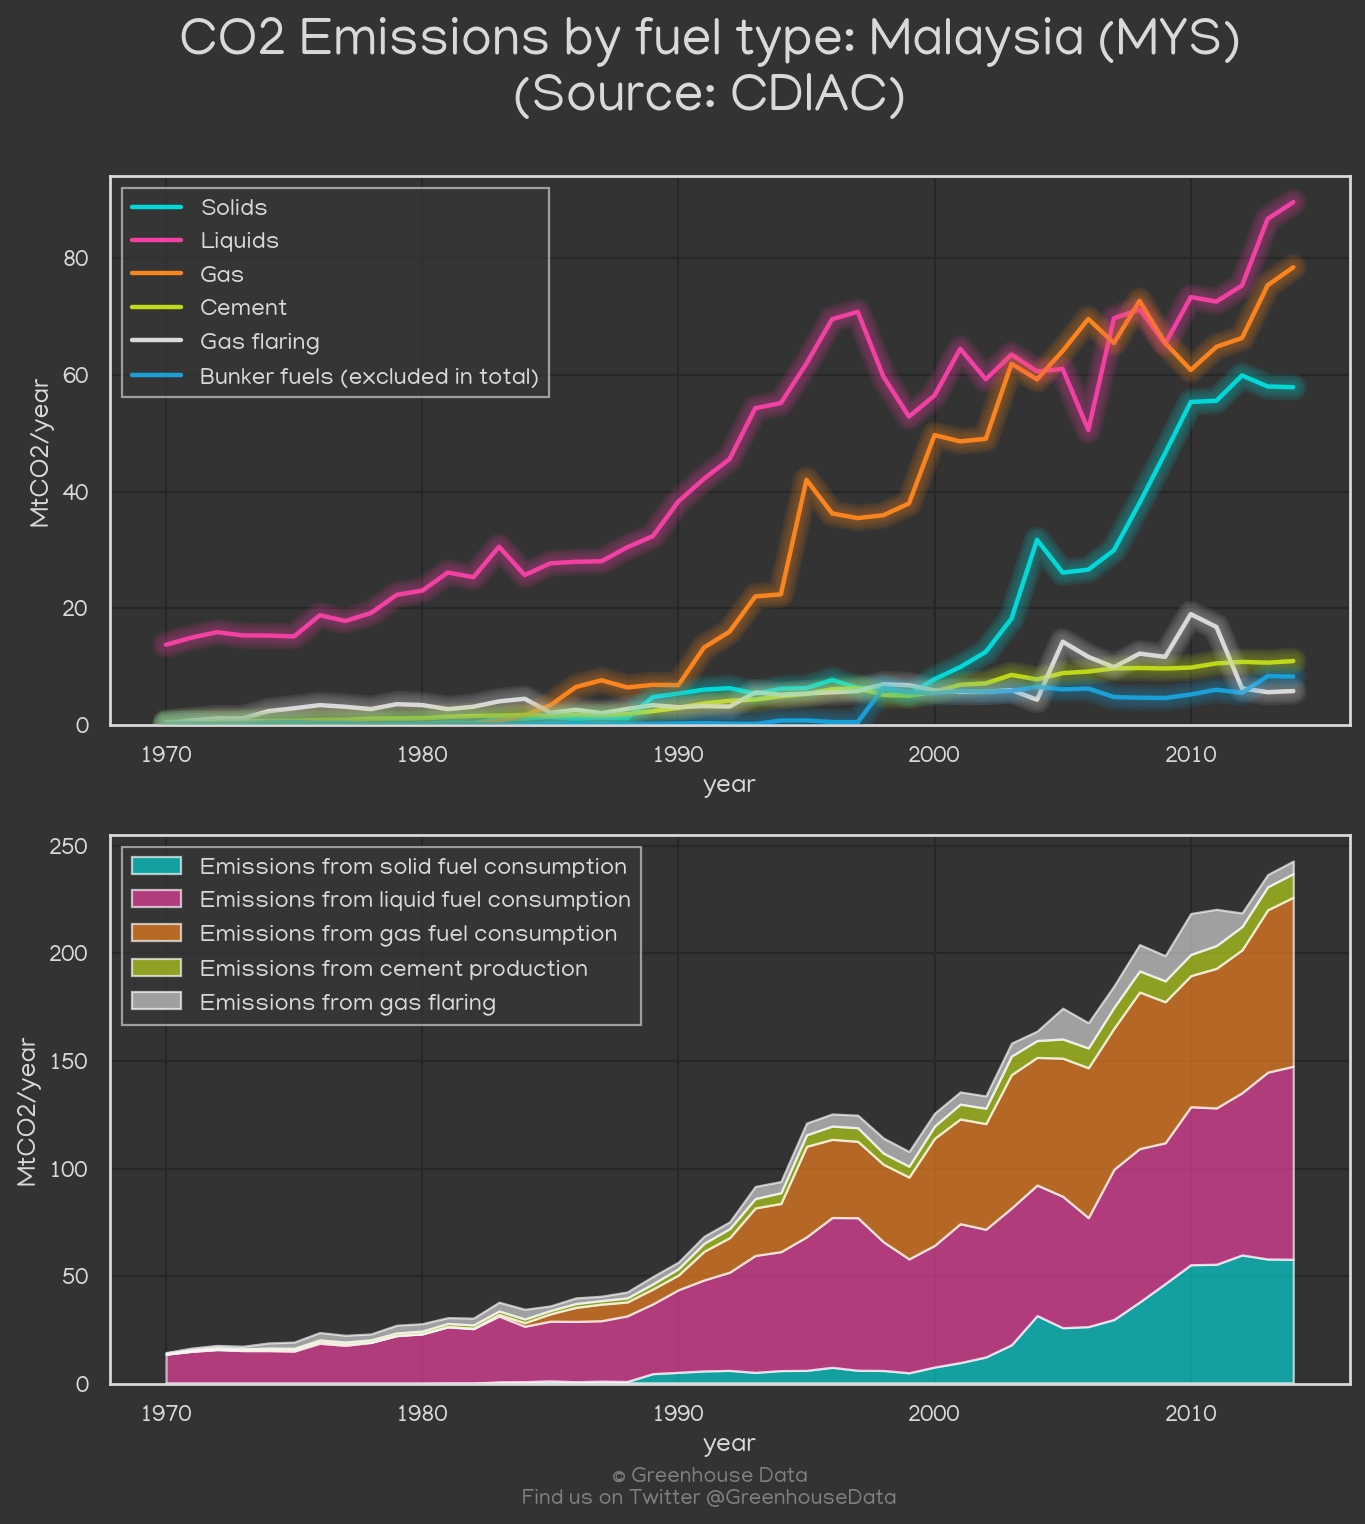 CO2 Emissions by fuel type: Malaysia (MYS)
(Source: CDIAC)
Solids
Liquids
Gas
Cement
Gas flaring
Bunker fuels (excluded in total)
MtCO2/year
80
60
40
20
0
1970 1980 1990 2000 2010
year
Emissions from solid fuel consumption
Emissions from liquid fuel consumption
Emissions from gas fuel consumption
Emissions from cement production
Emissions from gas flaring
MtCO2/year
250
200
150
100
50
0
1970 1980 1990 2000 2010
year
© Greenhouse Data
Find us on Twitter @GreenhouseData